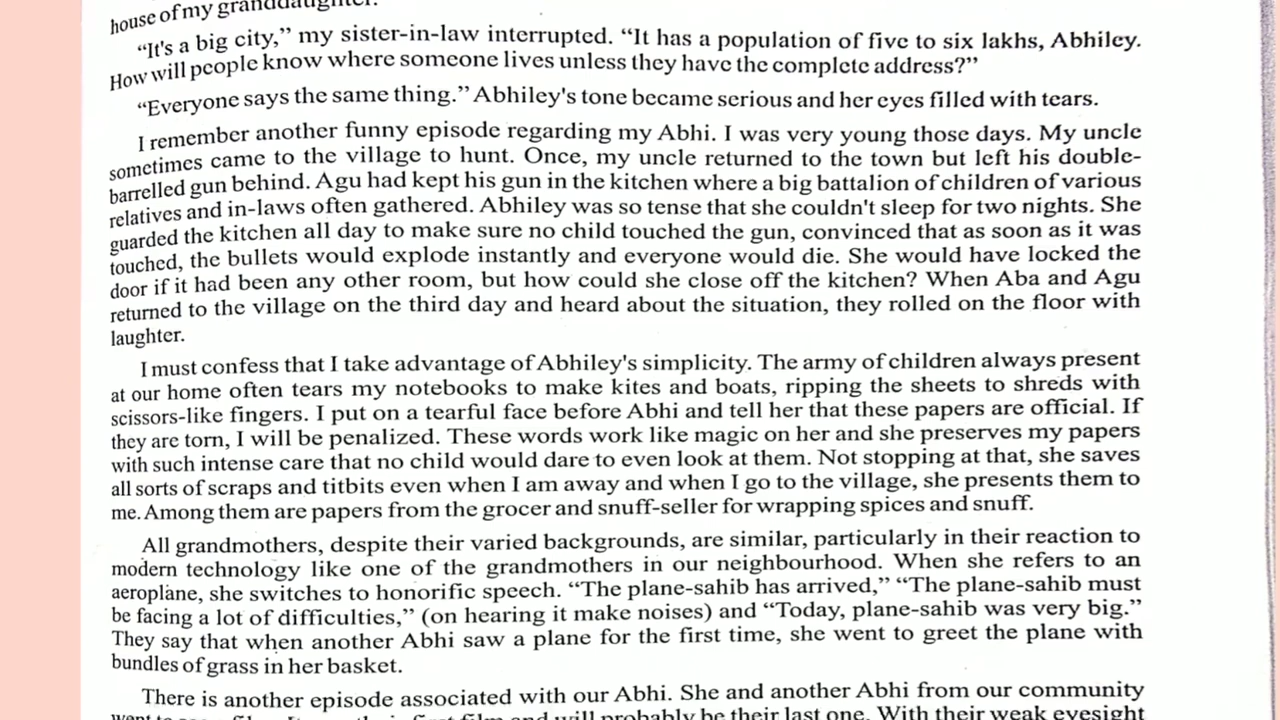 house of my granddaughter.
“It's a big city,” my sister-in-law interrupted. “It has a population of five to six lakhs, Abhiley.
How will people know where someone lives unless they have the complete address?”
“Everyone says the same thing.” Abhiley's tone became serious and her eyes filled with tears.
I remember another funny episode regarding my Abhi. I was very young those days. My uncle
sometimes came to the village to hunt. Once, my uncle returned to the town but left his double-
barrelled gun behind. Agu had kept his gun in the kitchen where a big battalion of children of various
relatives and in-laws often gathered. Abhiley was so tense that she couldn't sleep for two nights. She
guarded the kitchen all day to make sure no child touched the gun, convinced that as soon as it was
touched, the bullets would explode instantly and everyone would die. She would have locked the
door if it had been any other room, but how could she close off the kitchen? When Aba and Agu
returned to the village on the third day and heard about the situation, they rolled on the floor with
laughter.
I must confess that I take advantage of Abhiley's simplicity. The army of children always present
at our home often tears my notebooks to make kites and boats, ripping the sheets to shreds with
scissors-like fingers. I put on a tearful face before Abhi and tell her that these papers are official. If
they are torn, I will be penalized. These words work like magic on her and she preserves my papers
with such intense care that no child would dare to even look at them. Not stopping at that, she saves
all sorts of scraps and titbits even when I am away and when I go to the village, she presents them to
me. Among them are papers from the grocer and snuff-seller for wrapping spices and snuff.
All grandmothers, despite their varied backgrounds, are similar, particularly in their reaction to
modern technology like one of the grandmothers in our neighbourhood. When she refers to an
aeroplane, she switches to honorific speech. “The plane-sahib has arrived,” “The plane-sahib must
be facing a lot of difficulties,” (on hearing it make noises) and “Today, plane-sahib was very big.”
They say that when another Abhi saw a plane for the first time, she went to greet the plane with
bundles of grass in her basket.
There is another episode associated with our Abhi. She and another Abhi from our community
film and will probably be their last one. With their weak eyesight